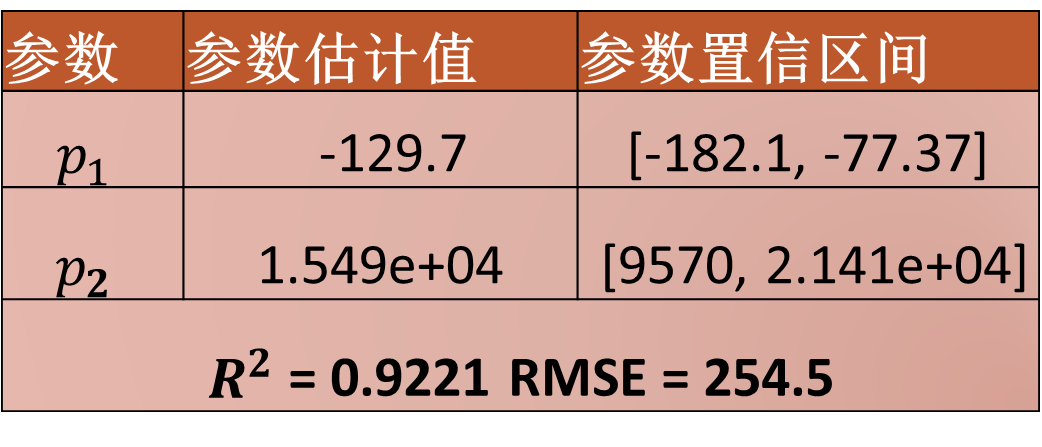 参数 参数估计值 参数置信区间
p₁ -129.7 [-182.1, -77.37]
p₂ 1.549e+04 [9570, 2.141e+04]
R² = 0.9221 RMSE = 254.5